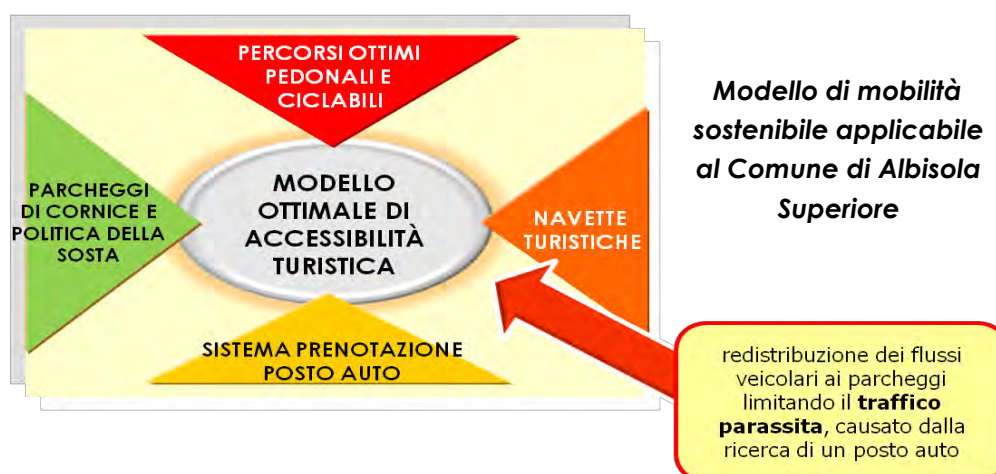 PERCORSI OTTIMI
PEDONALI E
CICLABILI
PARCHEGGI
DI CORNICE E
POLITICA DELLA
SOSTA
MODELLO
OTTIMALE DI
ACCESSIBILITÀ
TURISTICA
NAVETTE
TURISTICHE
SISTEMA PRENOTAZIONE
POSTO AUTO
Modello di mobilità
sostenibile applicabile
al Comune di Albisola
Superiore
redistribuzione dei flussi
veicolari ai parcheggi
limitando il traffico
parassita, causato dalla
ricerca di un posto auto